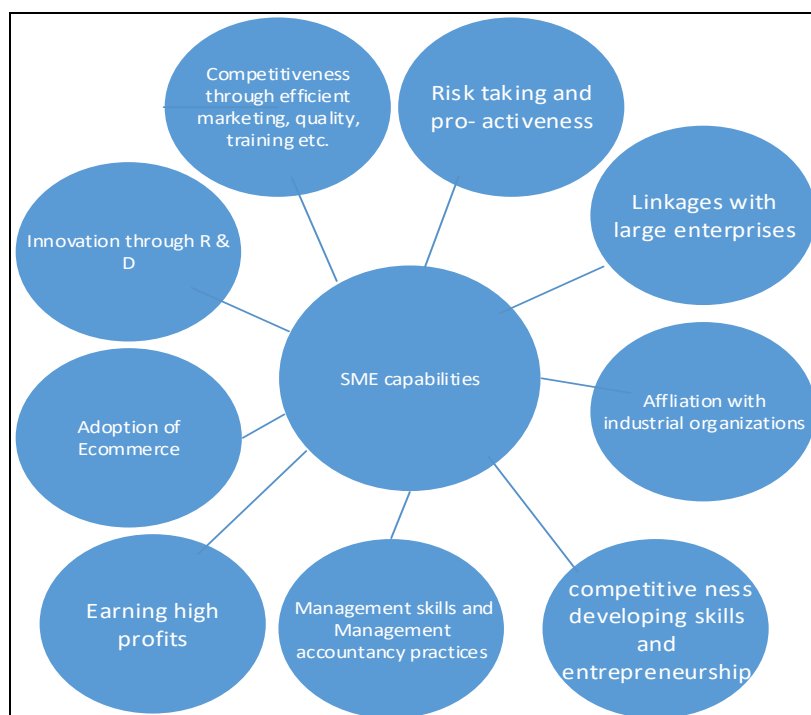 Competitiveness
through efficient
marketing, quality,
training etc.
Risk taking and
pro- activeness
Linkages with
large enterprises
Innovation through R &
D
SME capabilities
Affliation with
industrial organizations
Adoption of
Ecommerce
Earning high
profits
Management skills and
Management
accountancy practices
competitive ness
developing skills
and
entrepreneurship